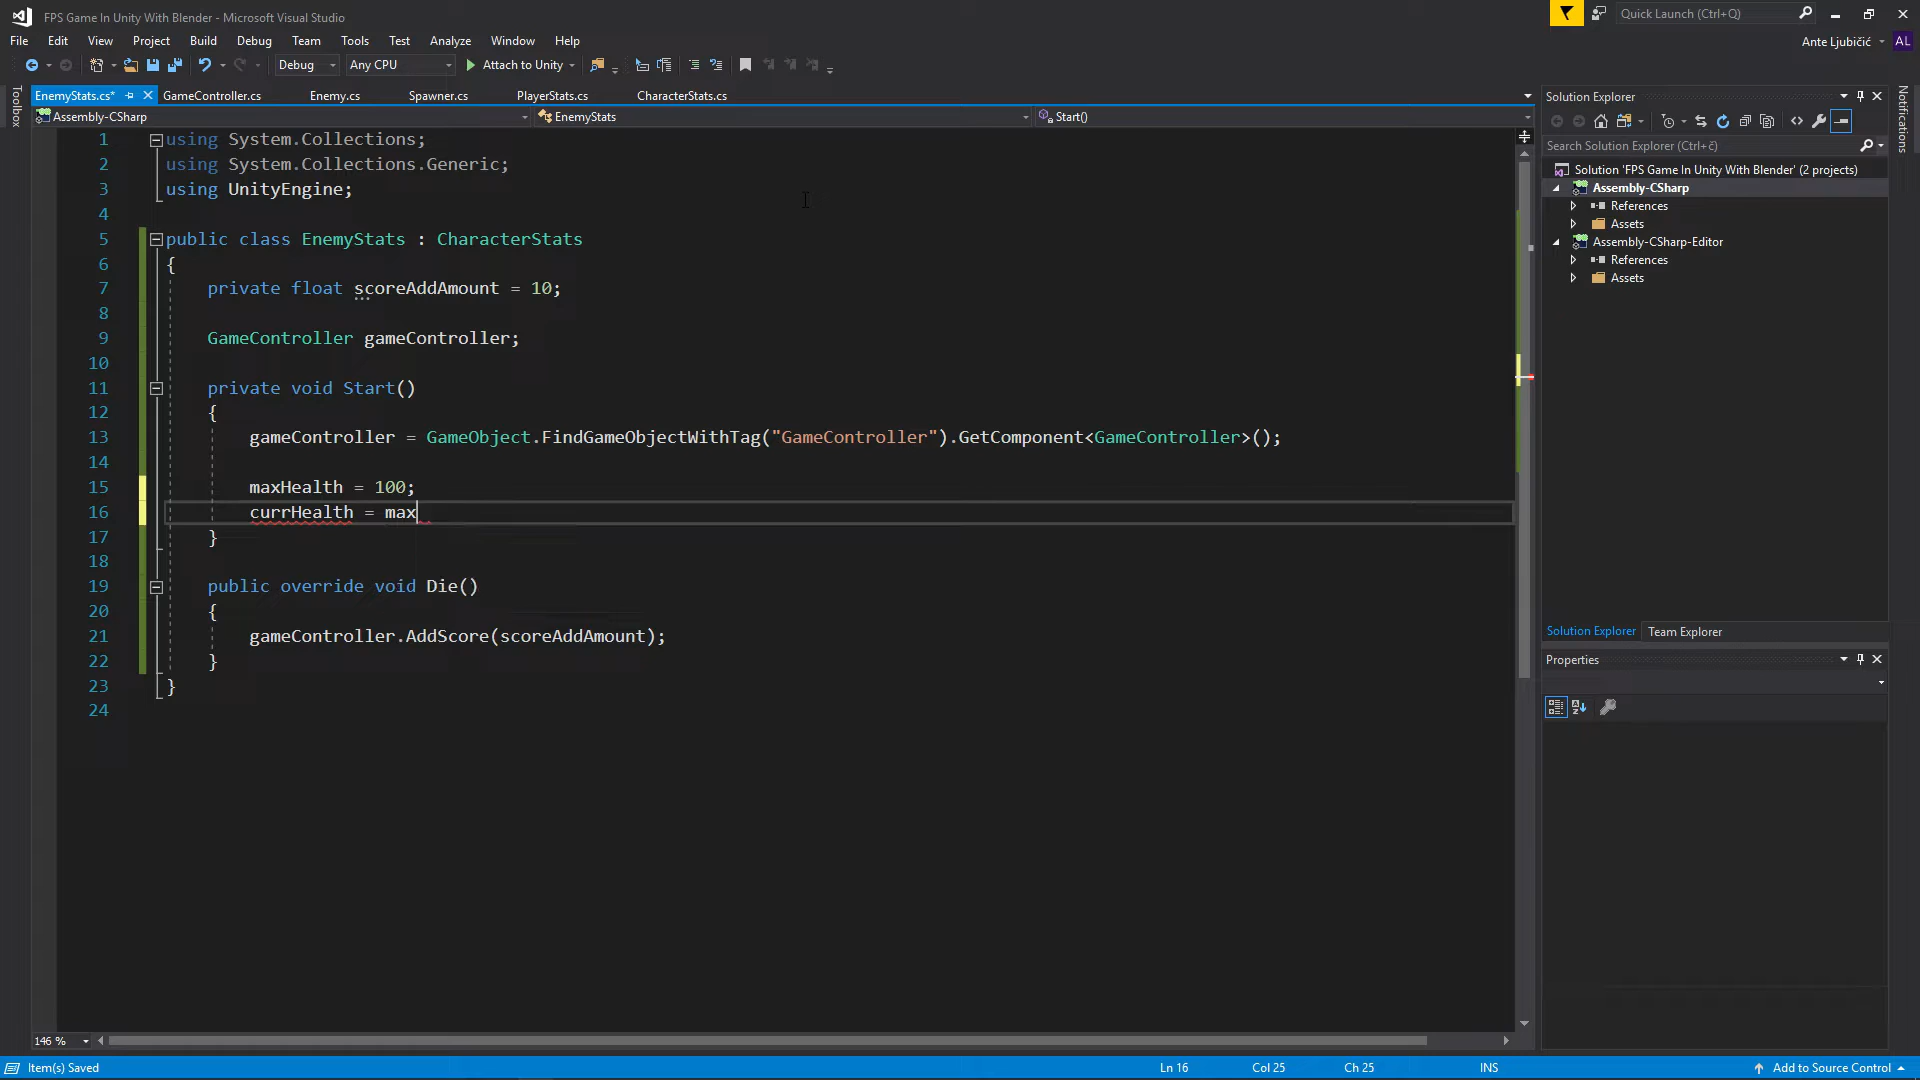 FPS Game In Unity With Blender - Microsoft Visual Studio
Quick Launch (Ctrl+Q)
File Edit View Project Build Debug Team Tools Test Analyze Window Help
Ante Ljubičić AL
Debug Any CPU Attach to Unity
Toolbox
EnemyStats.cs* GameController.cs Enemy.cs Spawner.cs PlayerStats.cs CharacterStats.cs
Assembly-CSharp EnemyStats Start()
1 using System.Collections;
2 using System.Collections.Generic;
3 using UnityEngine;
4
5 public class EnemyStats : CharacterStats
6 {
7 private float scoreAddAmount = 10;
8
9 GameController gameController;
10
11 private void Start()
12 {
13 gameController = GameObject.FindGameObjectWithTag("GameController").GetComponent<GameController>();
14
15 maxHealth = 100;
16 currHealth = max
17 }
18
19 public override void Die()
20 {
21 gameController.AddScore(scoreAddAmount);
22 }
23 }
24
146 %
Solution Explorer
Search Solution Explorer (Ctrl+č)
Solution 'FPS Game In Unity With Blender' (2 projects)
Assembly-CSharp
References
Assets
Assembly-CSharp-Editor
References
Assets
Solution Explorer Team Explorer
Properties
Notifications
Item(s) Saved Ln 16 Col 25 Ch 25 INS Add to Source Control